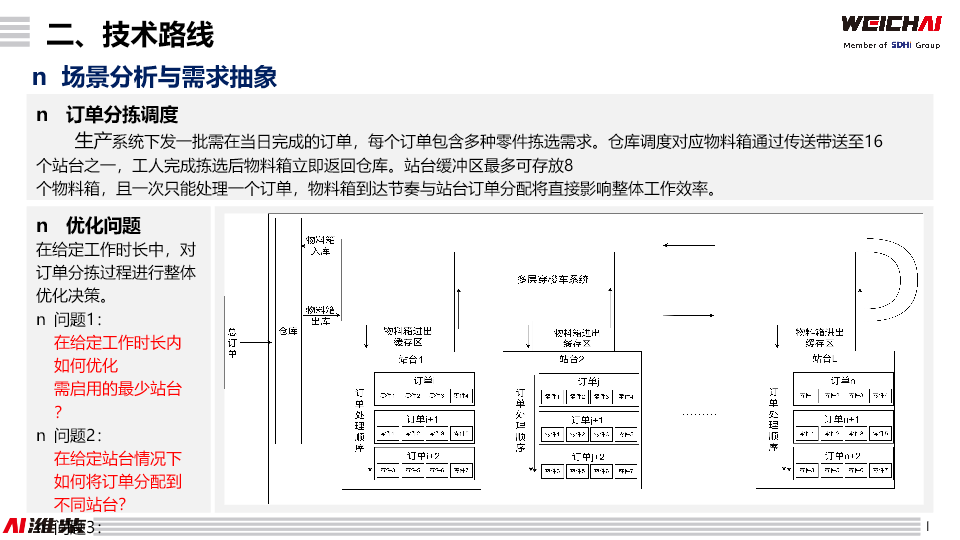 二、技术路线
WEICHAI
Member of SDHI Group
n 场景分析与需求抽象
n 订单分拣调度
生产系统下发一批需在当日完成的订单，每个订单包含多种零件拣选需求。仓库调度对应物料箱通过传送带送至16
个站台之一，工人完成拣选后物料箱立即返回仓库。站台缓冲区最多可存放8
个物料箱，且一次只能处理一个订单，物料箱到达节奏与站台订单分配将直接影响整体工作效率。
n 优化问题
在给定工作时长中，对
订单分拣过程进行整体
优化决策。
n 问题1：
在给定工作时长内
如何优化
需启用的最少站台
？
n 问题2：
在给定站台情况下
如何将订单分配到
不同站台？
问题3：
总订单
仓库
物料箱
入库
物料箱
出库
多层穿梭车系统
物料箱进出
缓存区
站台1
订单处理顺序
订单i
订单i+1
订单i+2
物料箱进出
缓存区
站台2
订单处理顺序
订单j
订单j+1
订单j+2
.........
物料箱进出
缓存区
站台L
订单处理顺序
订单n
订单n+1
订单n+2
AI潍柴